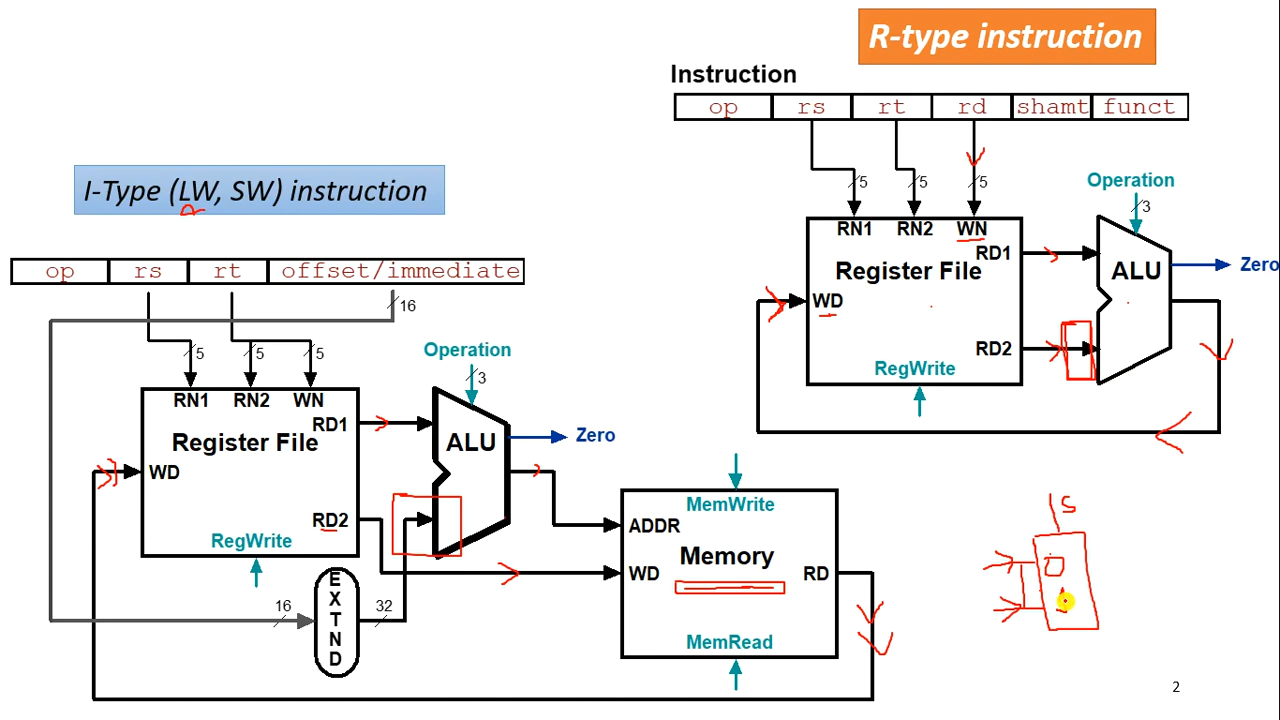 R-type instruction
Instruction
op rs rt rd shamt funct
5 5 5
Operation
3
RN1 RN2 WN
RD1
Register File
ALU
Zero
WD
RD2
RegWrite
I-Type (LW, SW) instruction
op rs rt offset/immediate
16
5 5 5
Operation
3
RN1 RN2 WN
RD1
Register File
ALU
Zero
WD
RD2
RegWrite
16
EXTND
32
MemWrite
ADDR
Memory
WD
RD
MemRead
S
0
2